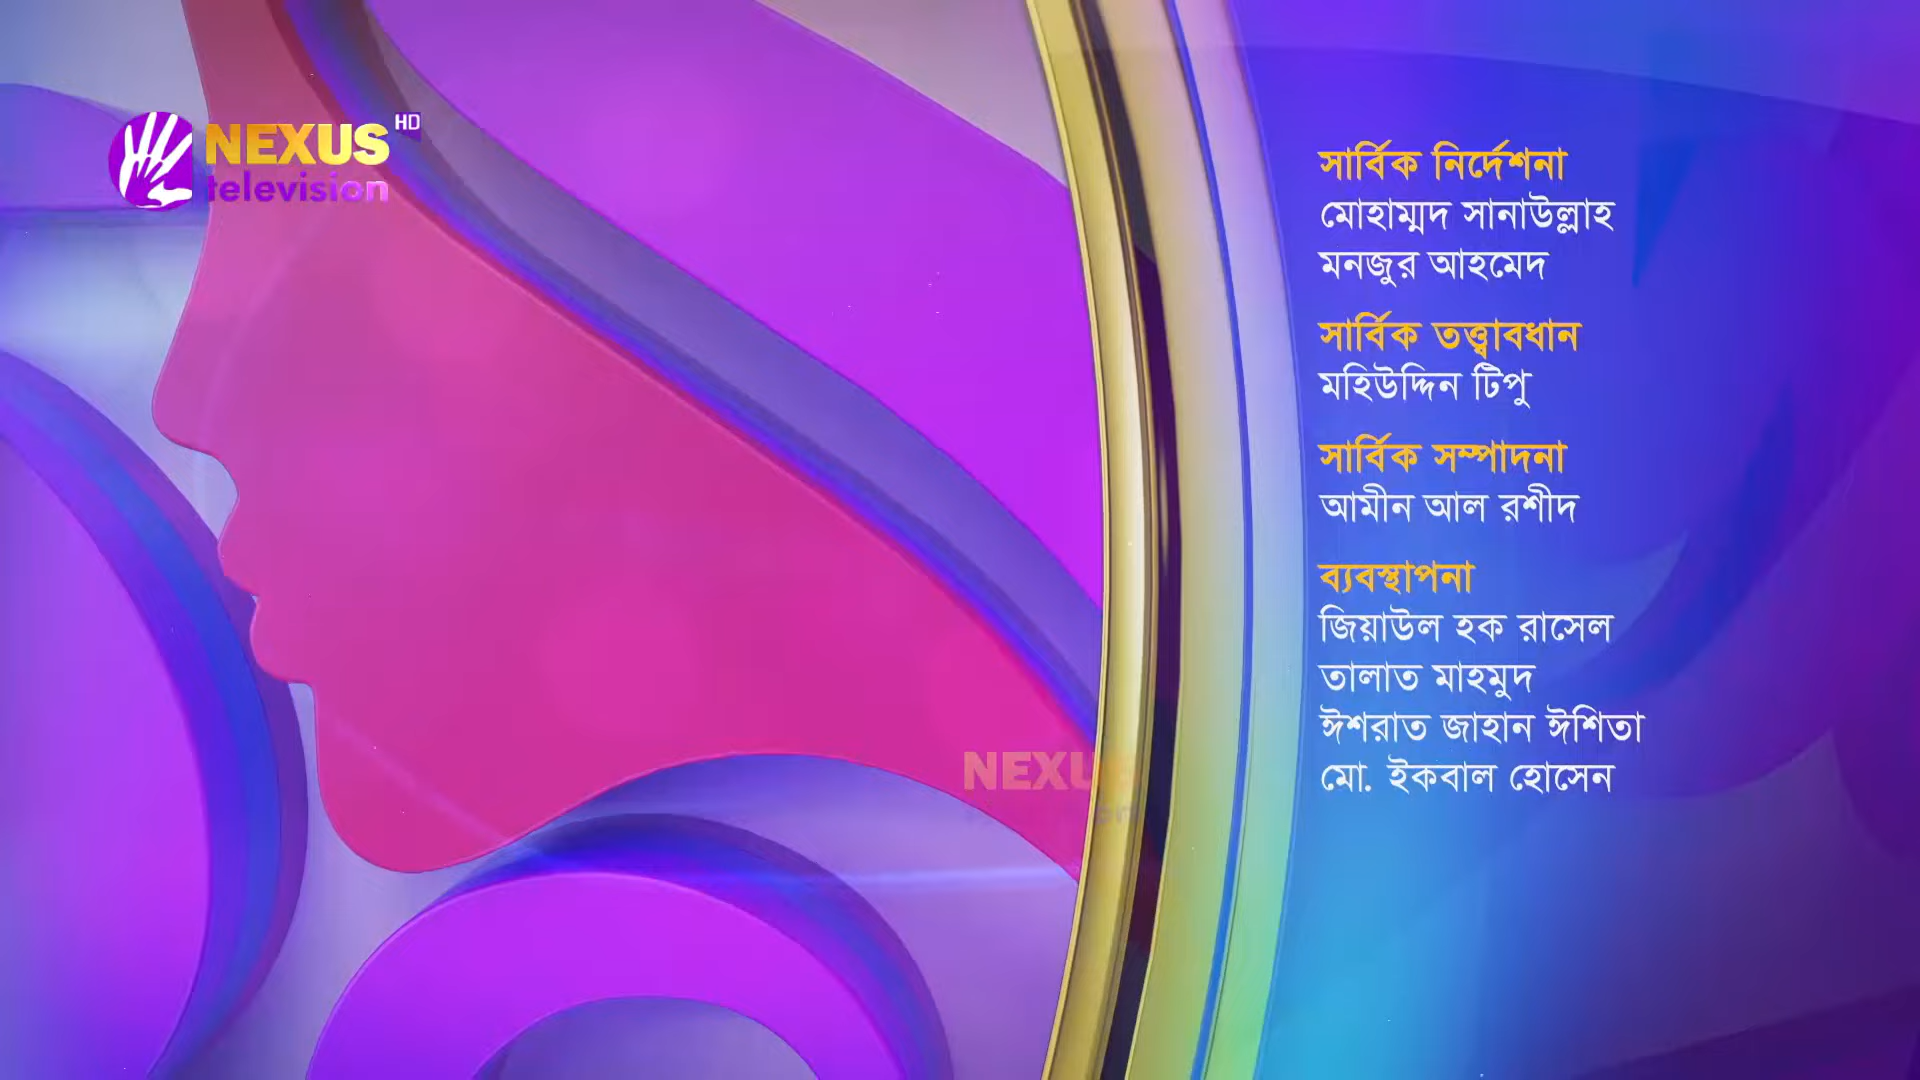 NEXUS HD
television
সার্বিক নির্দেশনা
মোহাম্মদ সানাউল্লাহ
মনজুর আহমেদ
সার্বিক তত্ত্বাবধান
মহিউদ্দিন টিপু
সার্বিক সম্পাদনা
আমীন আল রশীদ
ব্যবস্থাপনা
জিয়াউল হক রাসেল
তালাত মাহমুদ
ঈশরাত জাহান ঈশিতা
মো. ইকবাল হোসেন
NEXUS